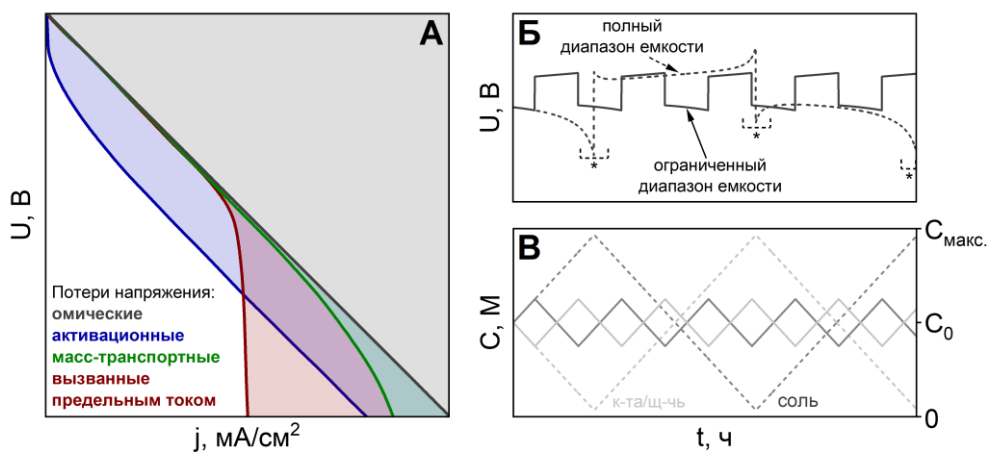 А
U, В
Потери напряжения:
омические
активационные
масс-транспортные
вызванные
предельным током
j, мА/см²
Б
полный
диапазон емкости
U, В
*
*
*
ограниченный
диапазон емкости
В
C, М
Cмакс.
C₀
0
к-та/щ-чь
соль
t, ч